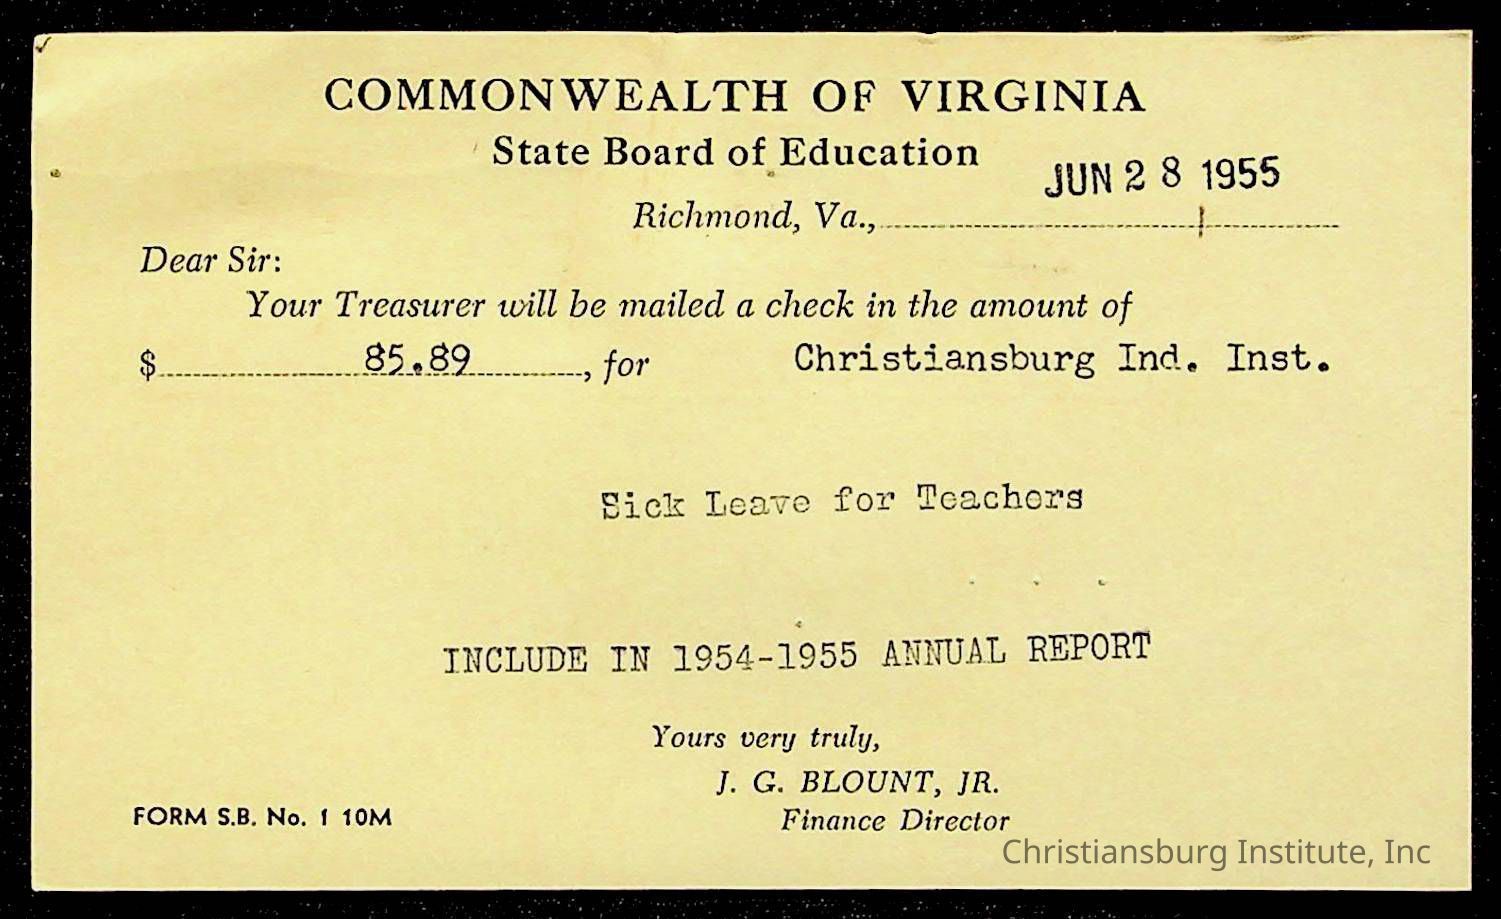 COMMONWEALTH OF VIRGINIA
State Board of Education
JUN 28 1955
Richmond, Va.,
Dear Sir:
Your Treasurer will be mailed a check in the amount of
$ 85.89, for Christiansburg Ind. Inst.
Sick Leave for Teachers
INCLUDE IN 1954-1955 ANNUAL REPORT
Yours very truly,
J. G. BLOUNT, JR.
FORM S.B. No. 1 10M
Finance Director
Christiansburg Institute, Inc